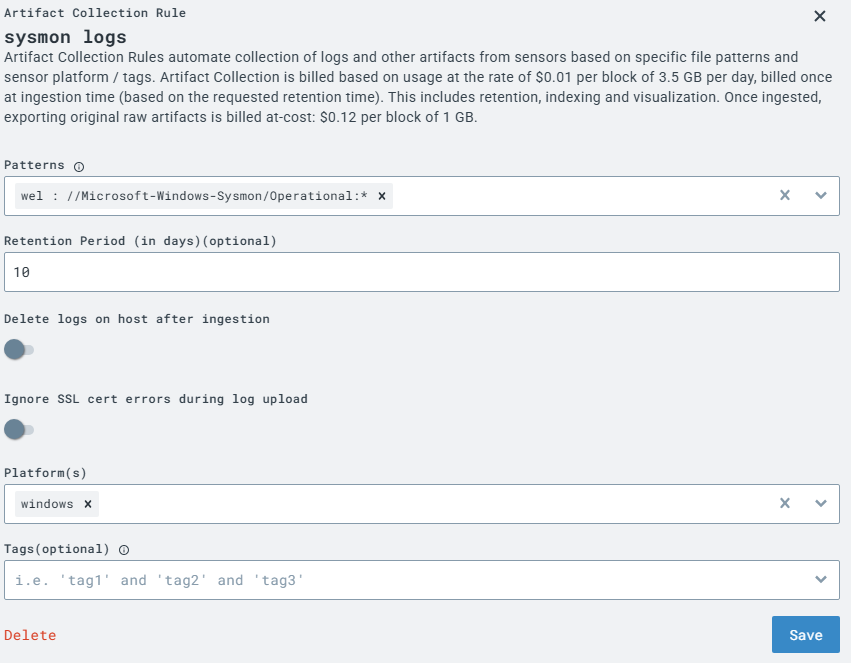 Artifact Collection Rule
sysmon logs
Artifact Collection Rules automate collection of logs and other artifacts from sensors based on specific file patterns and
sensor platform / tags. Artifact Collection is billed based on usage at the rate of $0.01 per block of 3.5 GB per day, billed once
at ingestion time (based on the requested retention time). This includes retention, indexing and visualization. Once ingested,
exporting original raw artifacts is billed at-cost: $0.12 per block of 1 GB.
Patterns
wel : //Microsoft-Windows-Sysmon/Operational:*
Retention Period (in days)(optional)
10
Delete logs on host after ingestion
Ignore SSL cert errors during log upload
Platform(s)
windows
Tags(optional)
i.e. 'tag1' and 'tag2' and 'tag3'
Delete
Save